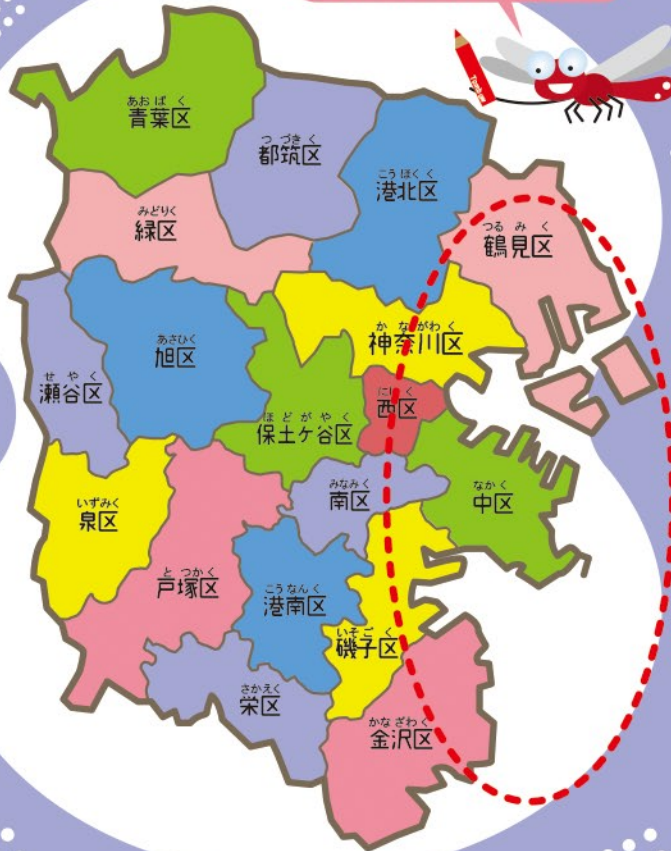 あおばく
青葉区
つづきく
都筑区
こうほくく
港北区
つるみく
鶴見区
みどりく
緑区
かながわく
神奈川区
あさひく
旭区
せやく
瀬谷区
にしく
西区
ほどがやく
保土ケ谷区
みなみく
南区
なかく
中区
いずみく
泉区
とつかく
戸塚区
こうなんく
港南区
いそごく
磯子区
さかえく
栄区
かなざわく
金沢区